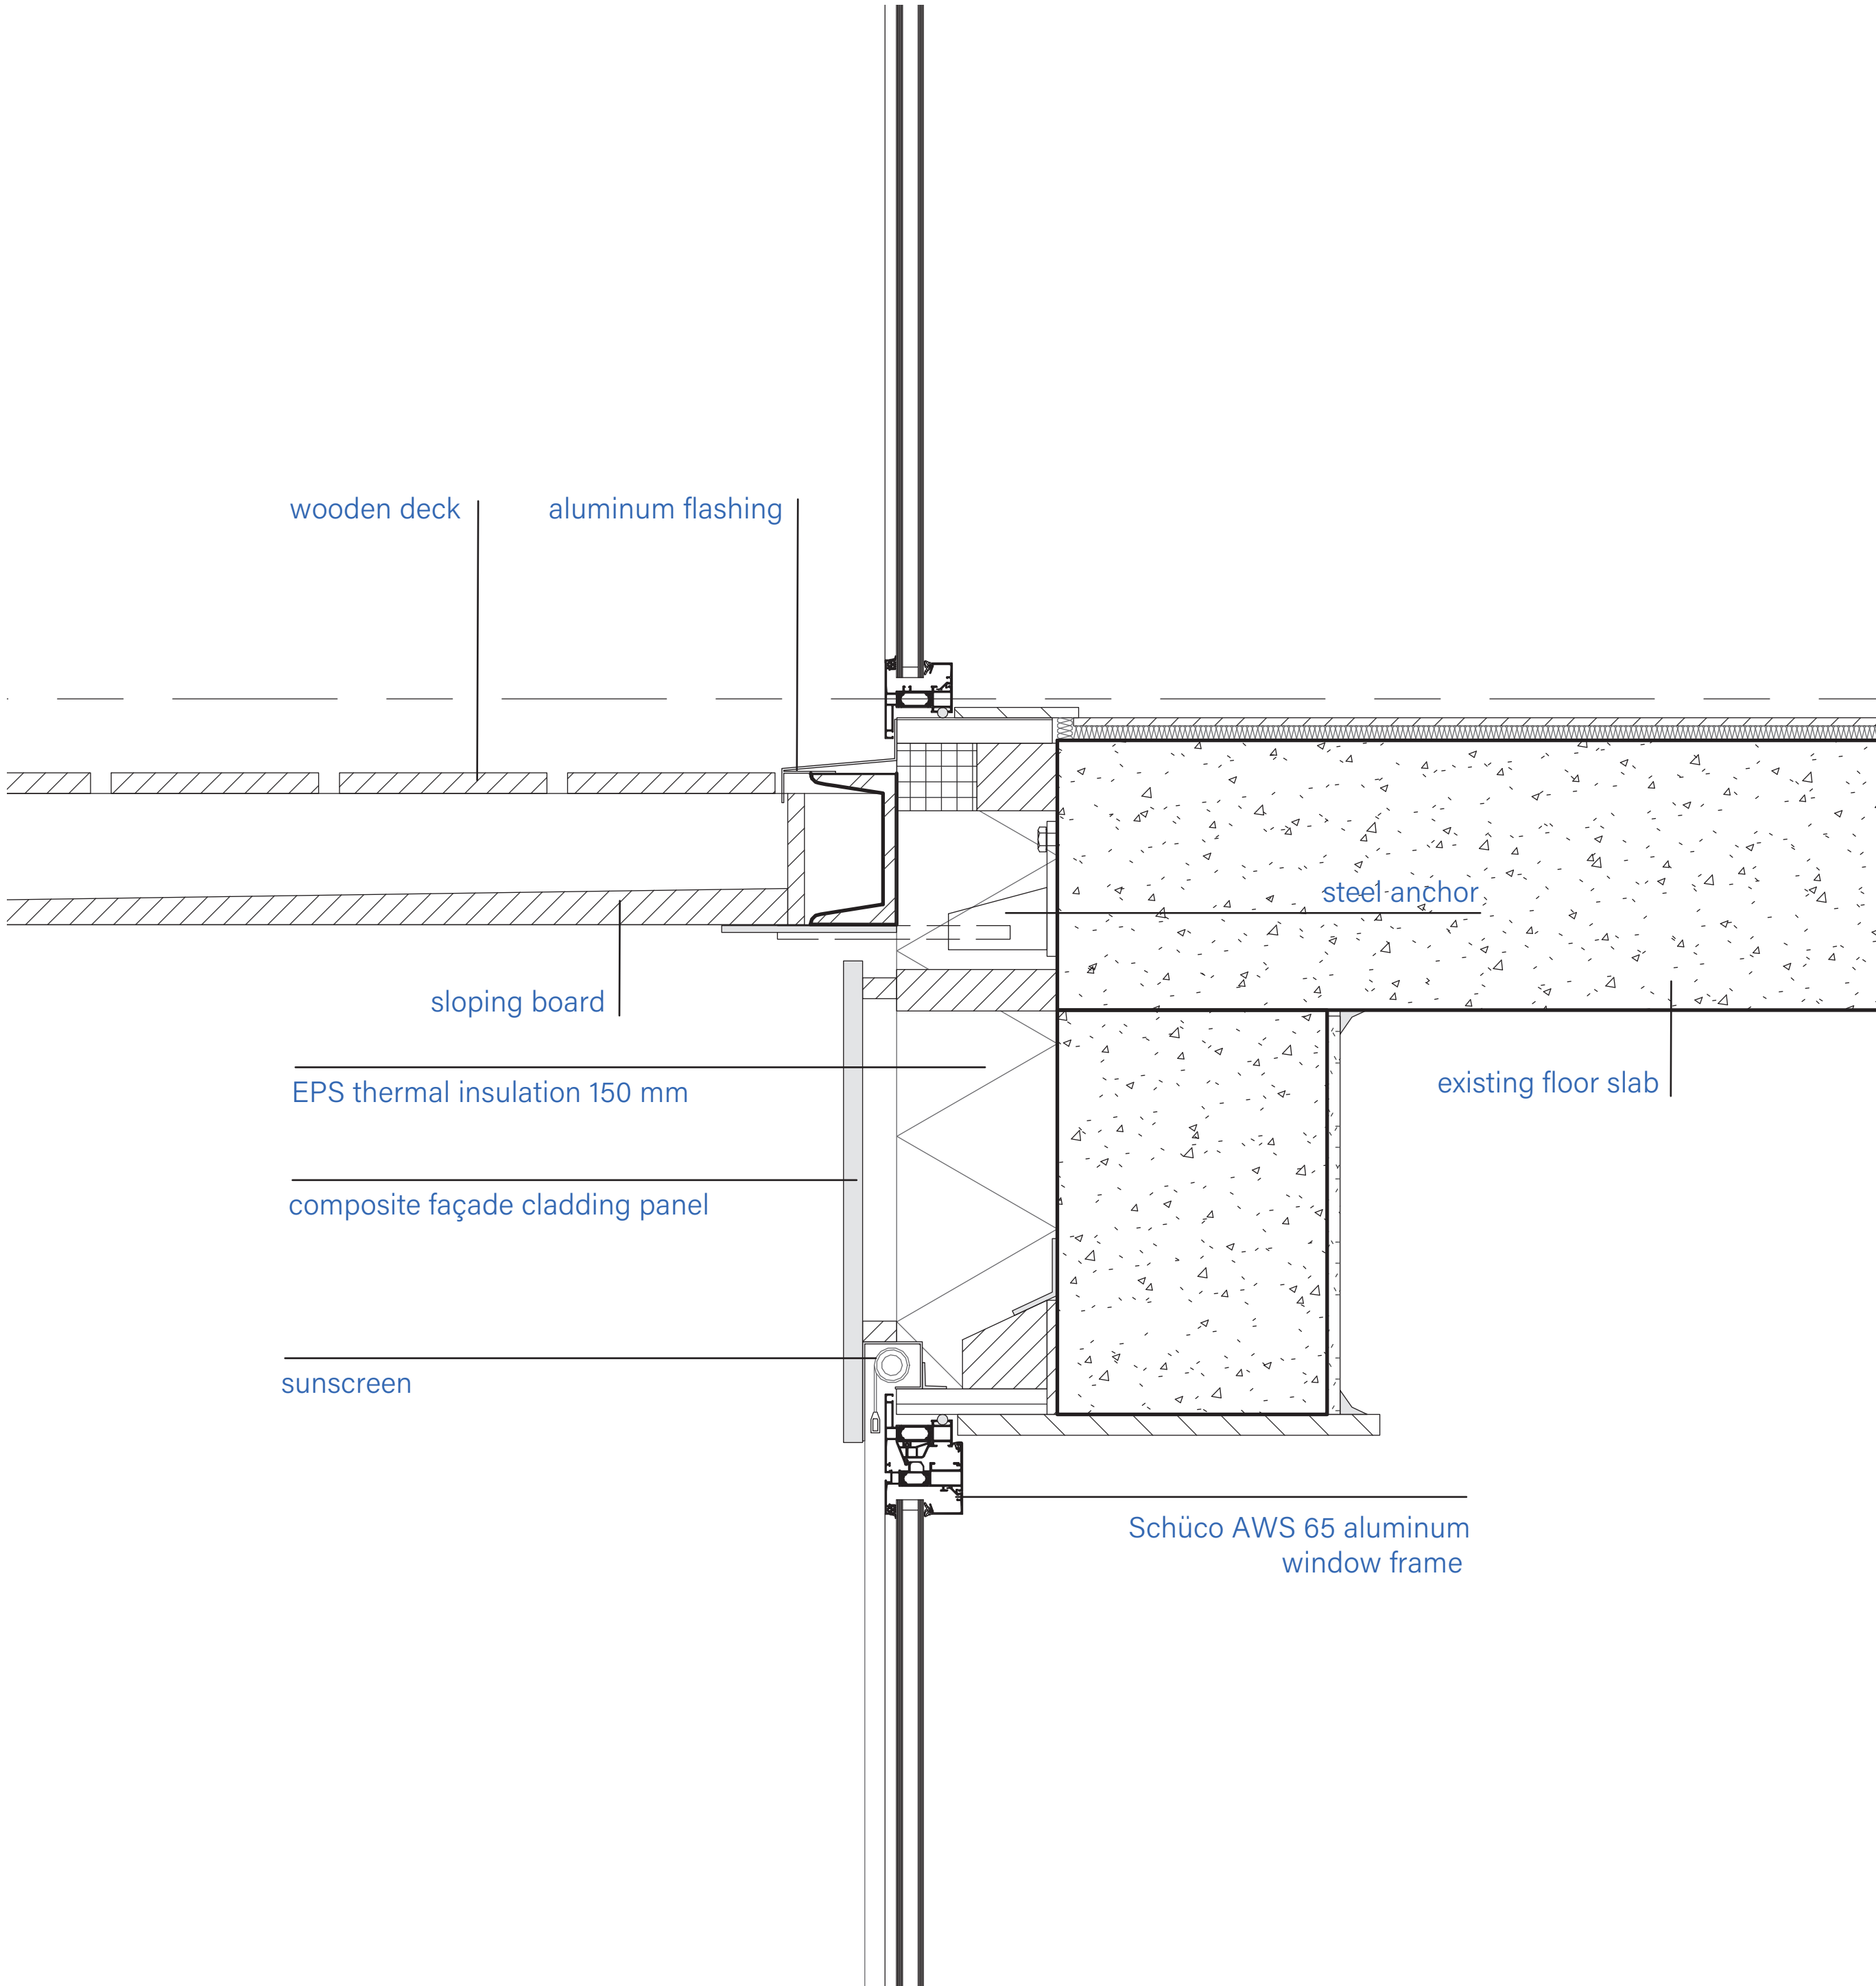 wooden deck
aluminum flashing
steel anchor
sloping board
existing floor slab
EPS thermal insulation 150 mm
composite façade cladding panel
sunscreen
Schüco AWS 65 aluminum
window frame